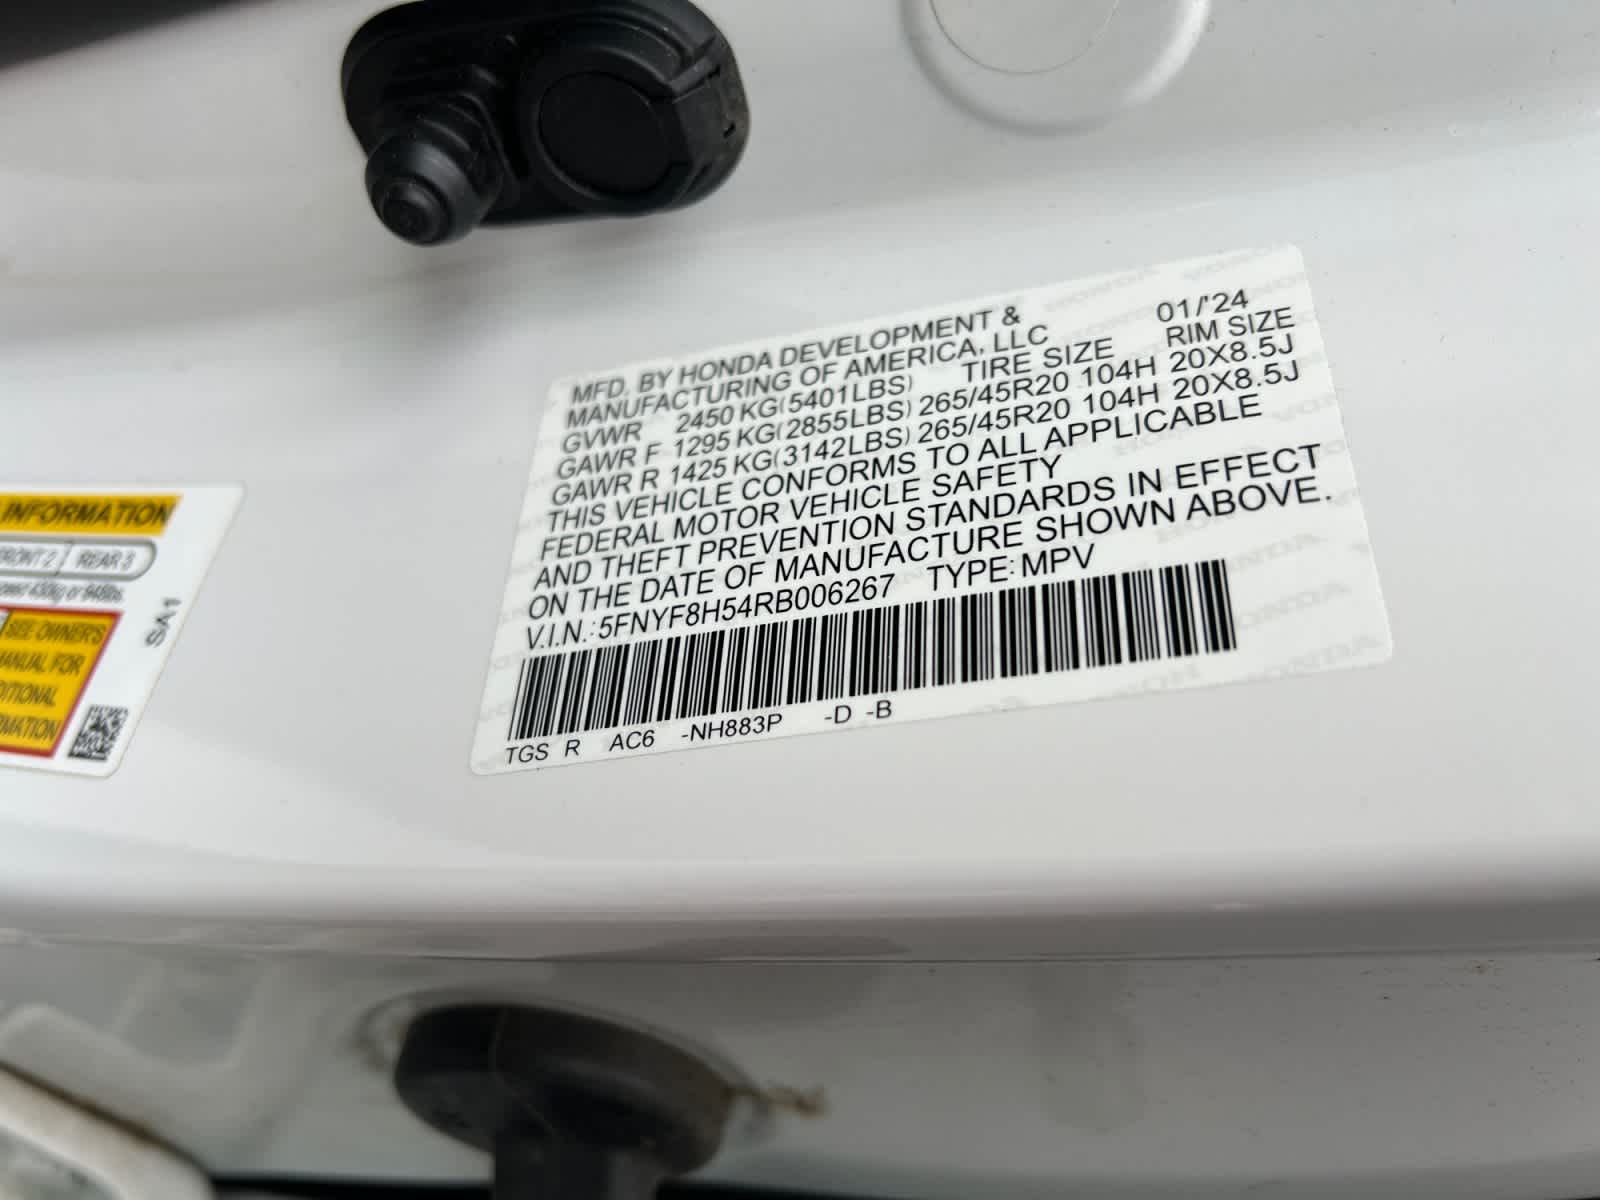 MFD. BY HONDA DEVELOPMENT &
MANUFACTURING OF AMERICA, LLC 01/'24
GVWR 2450 KG(5401LBS) TIRE SIZE RIM SIZE
GAWR F 1295 KG(2855LBS) 265/45R20 104H 20X8.5J
GAWR R 1425 KG(3142LBS) 265/45R20 104H 20X8.5J
THIS VEHICLE CONFORMS TO ALL APPLICABLE
FEDERAL MOTOR VEHICLE SAFETY
AND THEFT PREVENTION STANDARDS IN EFFECT
ON THE DATE OF MANUFACTURE SHOWN ABOVE.
V.I.N.: 5FNYF8H54RB006267 TYPE: MPV
TGS R AC6 -NH883P -D -B
INFORMATION
FRONT 2 REAR 3
SEE OWNER'S
MANUAL FOR
SA1